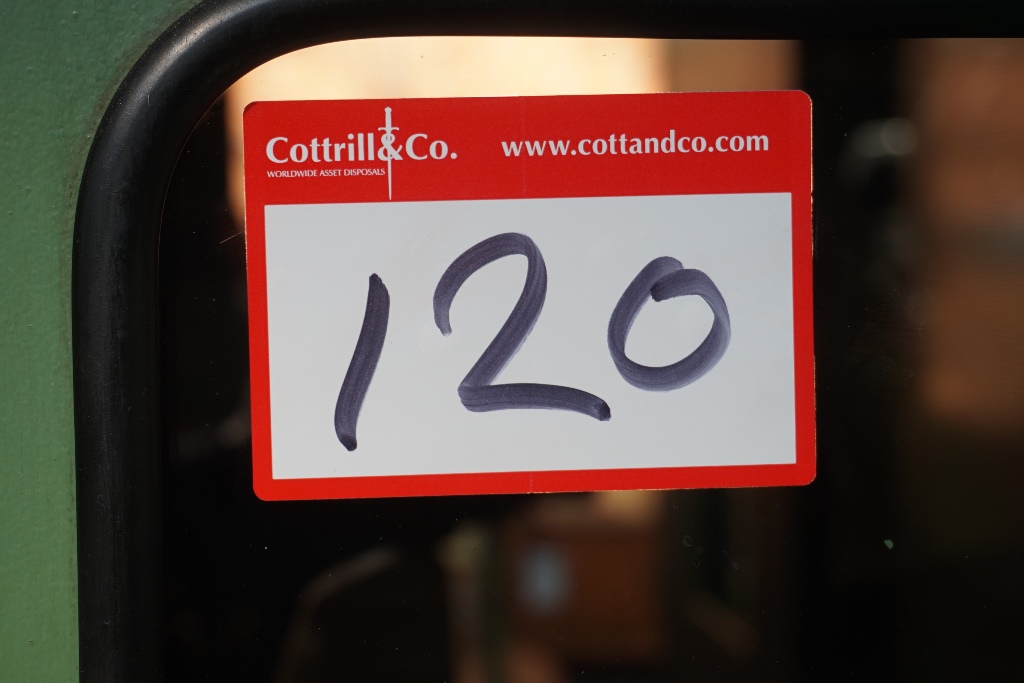 Cottrill&Co. www.cottandco.com
WORLDWIDE ASSET DISPOSALS
120